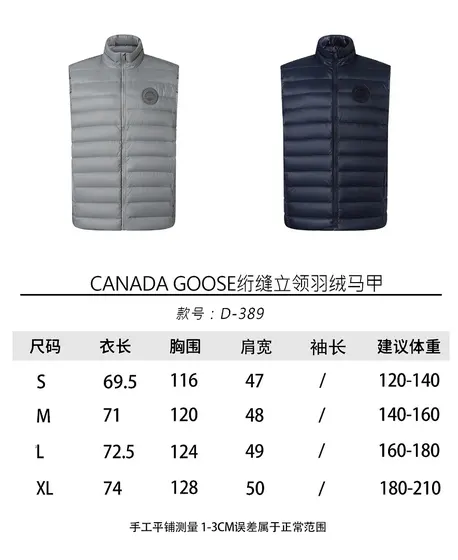 CANADA GOOSE绗缝立领羽绒马甲
款号：D-389
尺码 衣长 胸围 肩宽 袖长 建议体重
S 69.5 116 47 / 120-140
M 71 120 48 / 140-160
L 72.5 124 49 / 160-180
XL 74 128 50 / 180-210
手工平铺测量 1-3CM误差属于正常范围